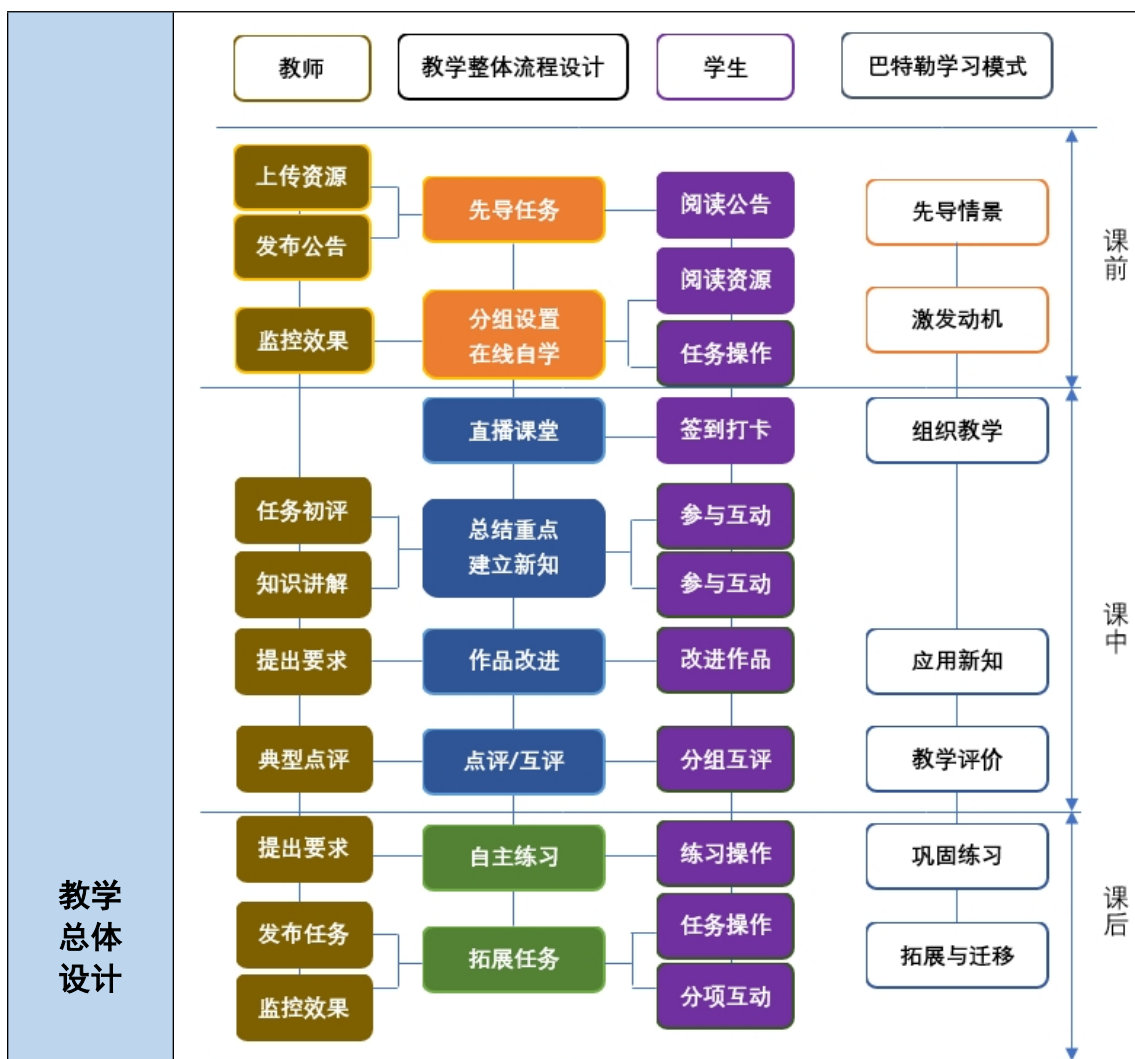 教师
教学整体流程设计
学生
巴特勒学习模式
上传资源
发布公告
先导任务
阅读公告
先导情景
阅读资源
监控效果
分组设置
在线自学
任务操作
激发动机
课前
直播课堂
签到打卡
组织教学
任务初评
知识讲解
总结重点
建立新知
参与互动
参与互动
提出要求
作品改进
改进作品
应用新知
典型点评
点评/互评
分组互评
教学评价
课中
提出要求
自主练习
练习操作
巩固练习
发布任务
监控效果
拓展任务
任务操作
分项互动
拓展与迁移
课后
教学
总体
设计